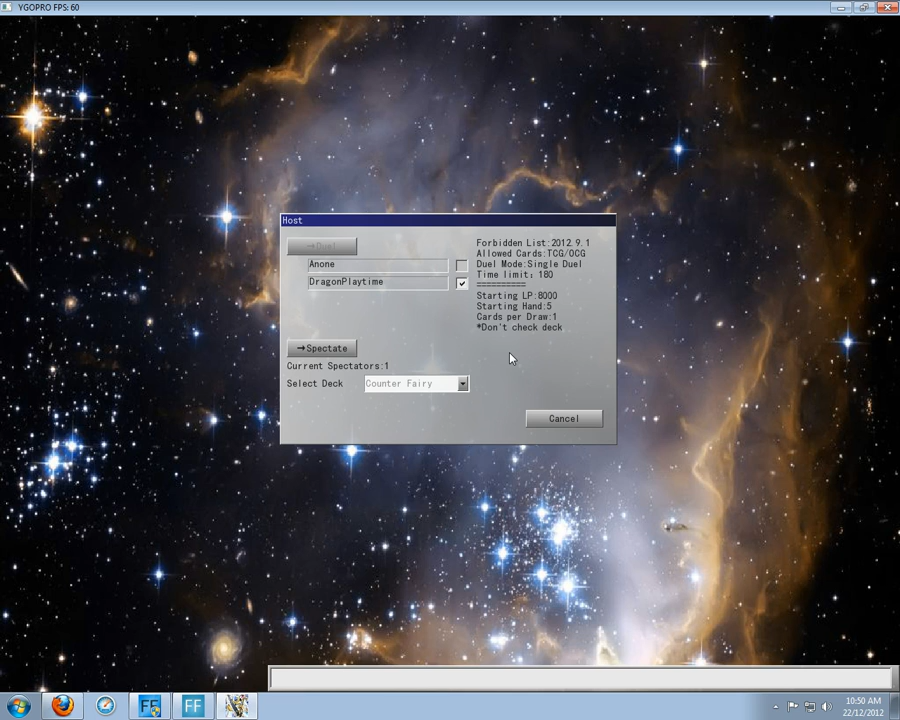 YGOPRO FPS: 60
Host
→Duel
Anone
DragonPlaytime
Forbidden List:2012.9.1
Allowed Cards:TCG/OCG
Duel Mode:Single Duel
Time limit: 180
==========
Starting LP:8000
Starting Hand:5
Cards per Draw:1
*Don't check deck
→Spectate
Current Spectators:1
Select Deck
Counter Fairy
Cancel
FF
FF
10:50 AM
22/12/2012